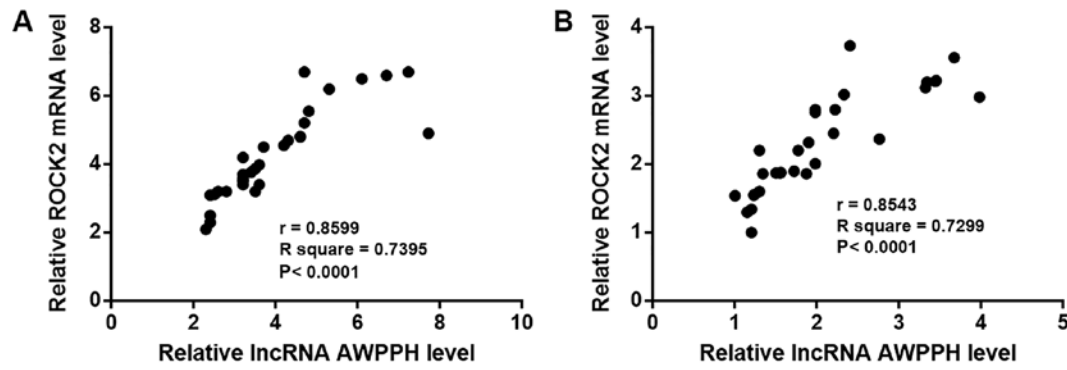 A
Relative ROCK2 mRNA level
8
6
4
2
0
r = 0.8599
R square = 0.7395
P< 0.0001
0 2 4 6 8 10
Relative lncRNA AWPPH level
B
Relative ROCK2 mRNA level
4
3
2
1
0
r = 0.8543
R square = 0.7299
P< 0.0001
0 1 2 3 4 5
Relative lncRNA AWPPH level